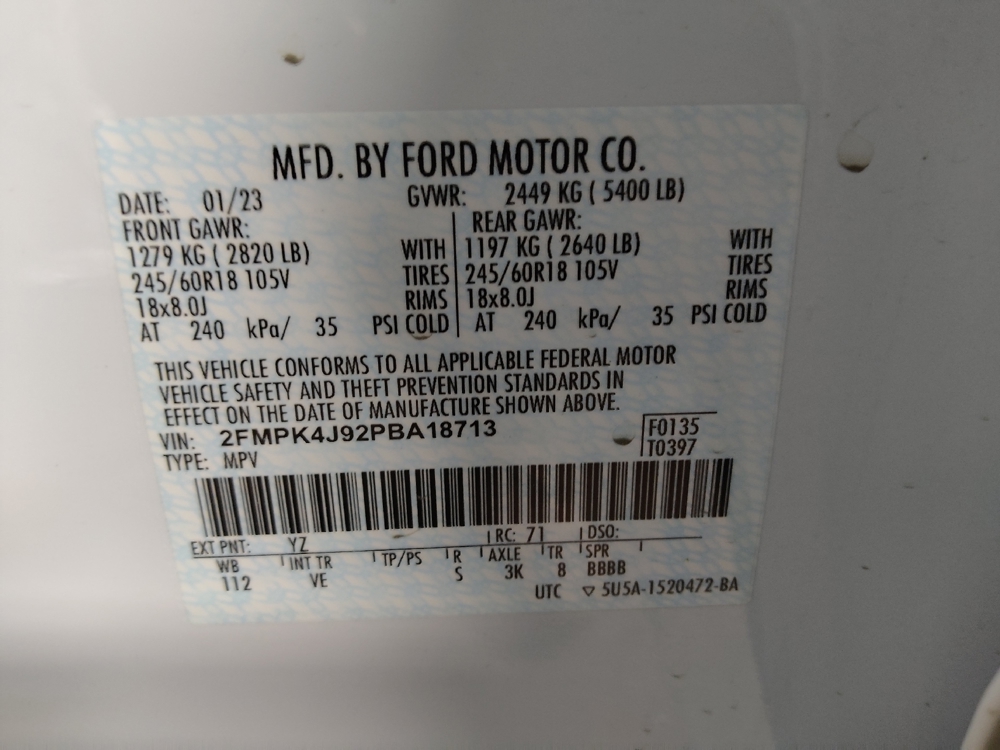 MFD. BY FORD MOTOR CO.
DATE: 01/23 GVWR: 2449 KG ( 5400 LB)
FRONT GAWR: REAR GAWR:
1279 KG ( 2820 LB) WITH 1197 KG ( 2640 LB) WITH
245/60R18 105V TIRES 245/60R18 105V TIRES
18x8.0J RIMS 18x8.0J RIMS
AT 240 kPa/ 35 PSI COLD AT 240 kPa/ 35 PSI COLD
THIS VEHICLE CONFORMS TO ALL APPLICABLE FEDERAL MOTOR
VEHICLE SAFETY AND THEFT PREVENTION STANDARDS IN
EFFECT ON THE DATE OF MANUFACTURE SHOWN ABOVE.
VIN: 2FMPK4J92PBA18713 F0135
TYPE: MPV T0397
EXT PNT: YZ RC: 71 DSO:
WB INT TR TP/PS R AXLE TR SPR
112 VE S 3K 8 BBBB
UTC ▽ 5U5A-1520472-BA